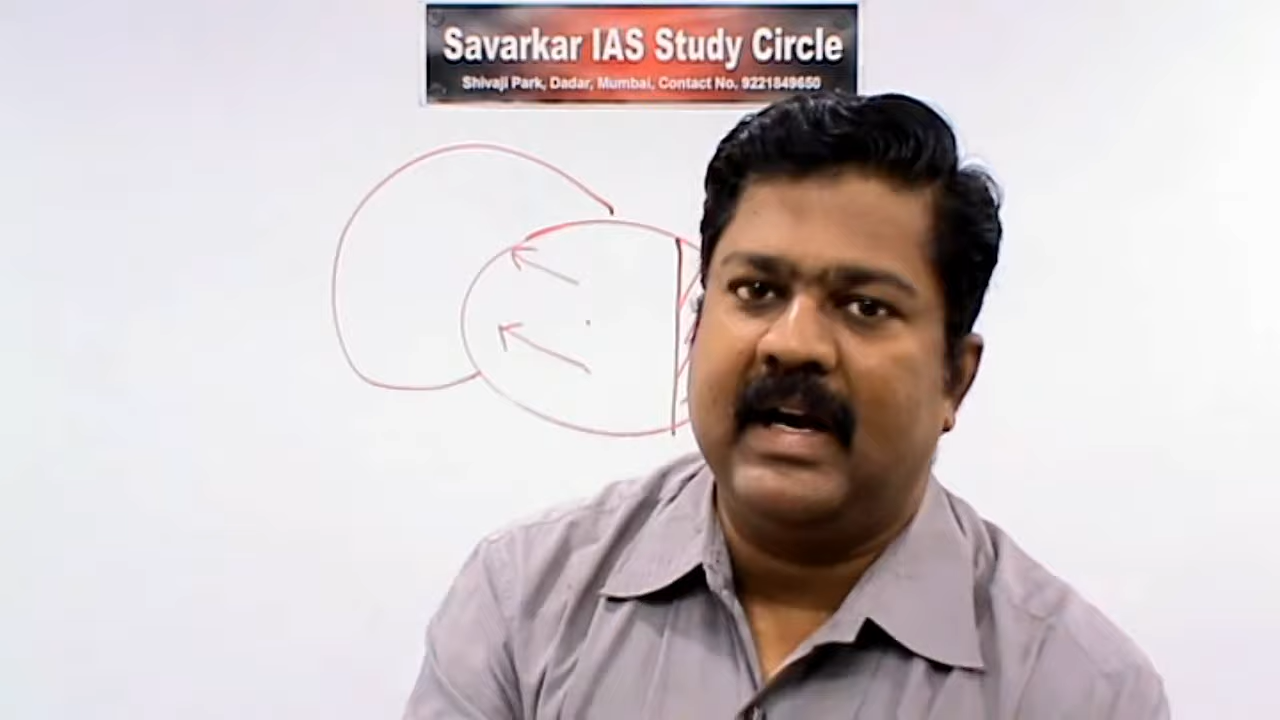 Savarkar IAS Study Circle
Shivaji Park, Dadar, Mumbai, Contact No. 9221849650